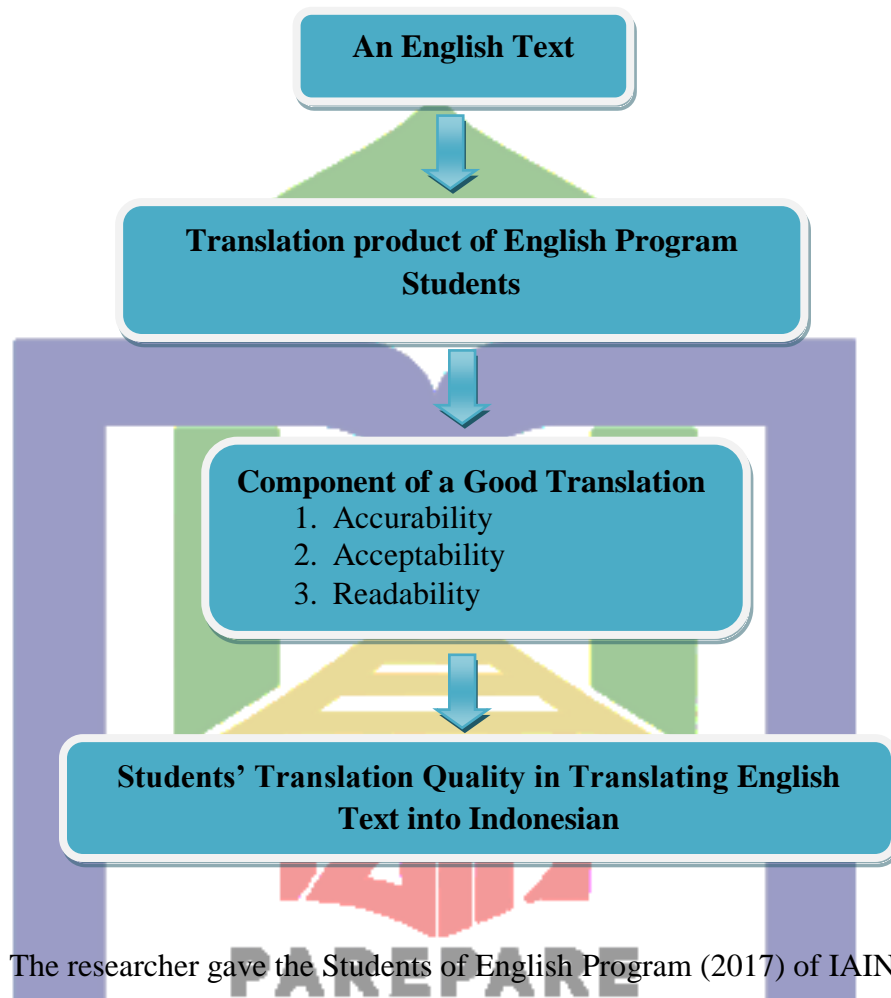 An English Text
Translation product of English Program
Students
Component of a Good Translation
1. Accurability
2. Acceptability
3. Readability
Students’ Translation Quality in Translating English
Text into Indonesian
The researcher gave the Students of English Program (2017) of IAIN
PAREPARE